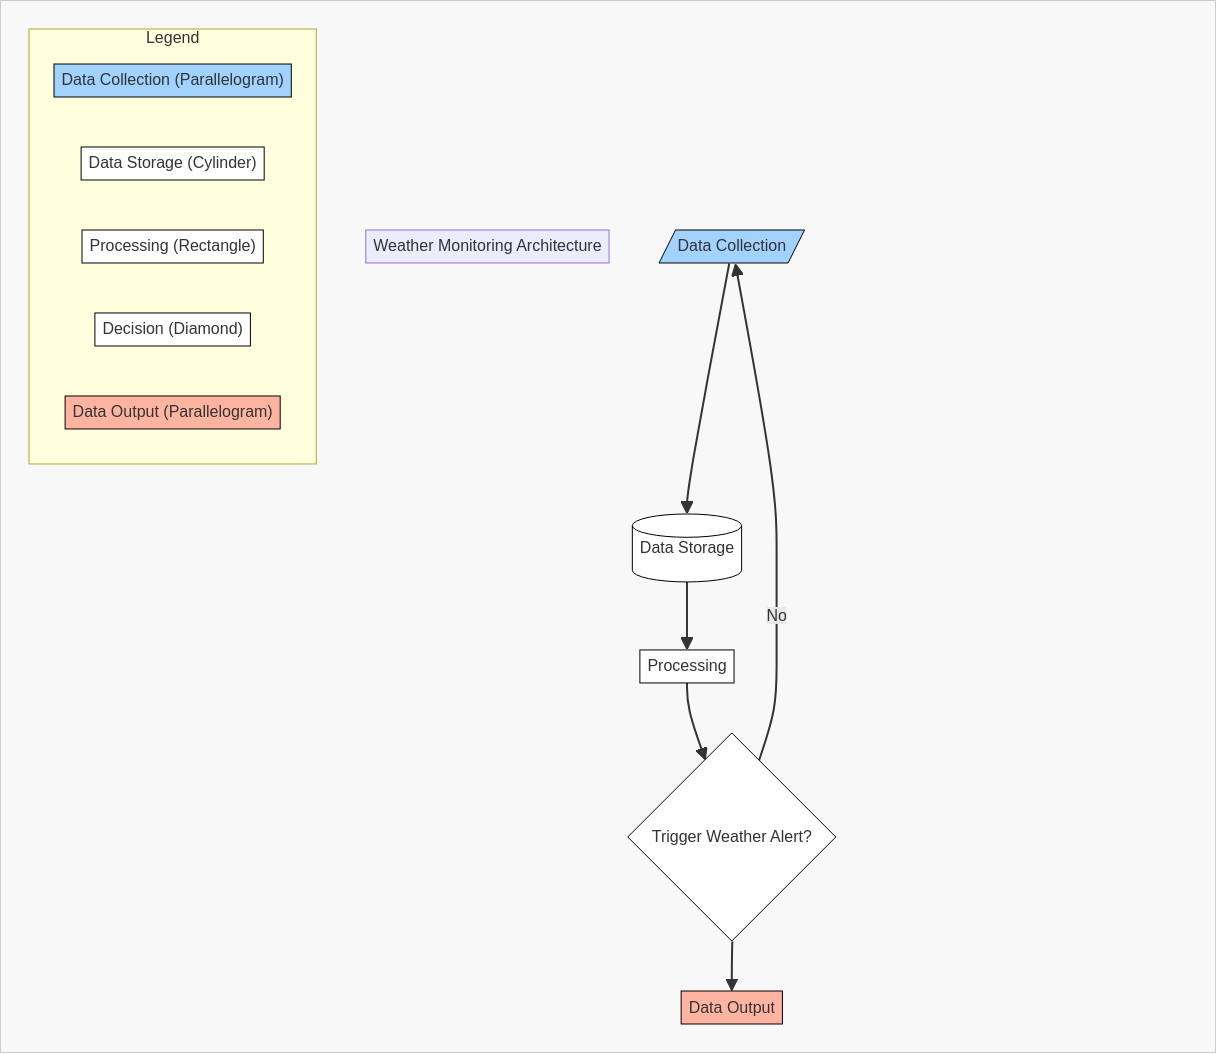 Legend
Data Collection (Parallelogram)
Data Storage (Cylinder)
Processing (Rectangle)
Decision (Diamond)
Data Output (Parallelogram)
Weather Monitoring Architecture
Data Collection
Data Storage
No
Processing
Trigger Weather Alert?
Data Output